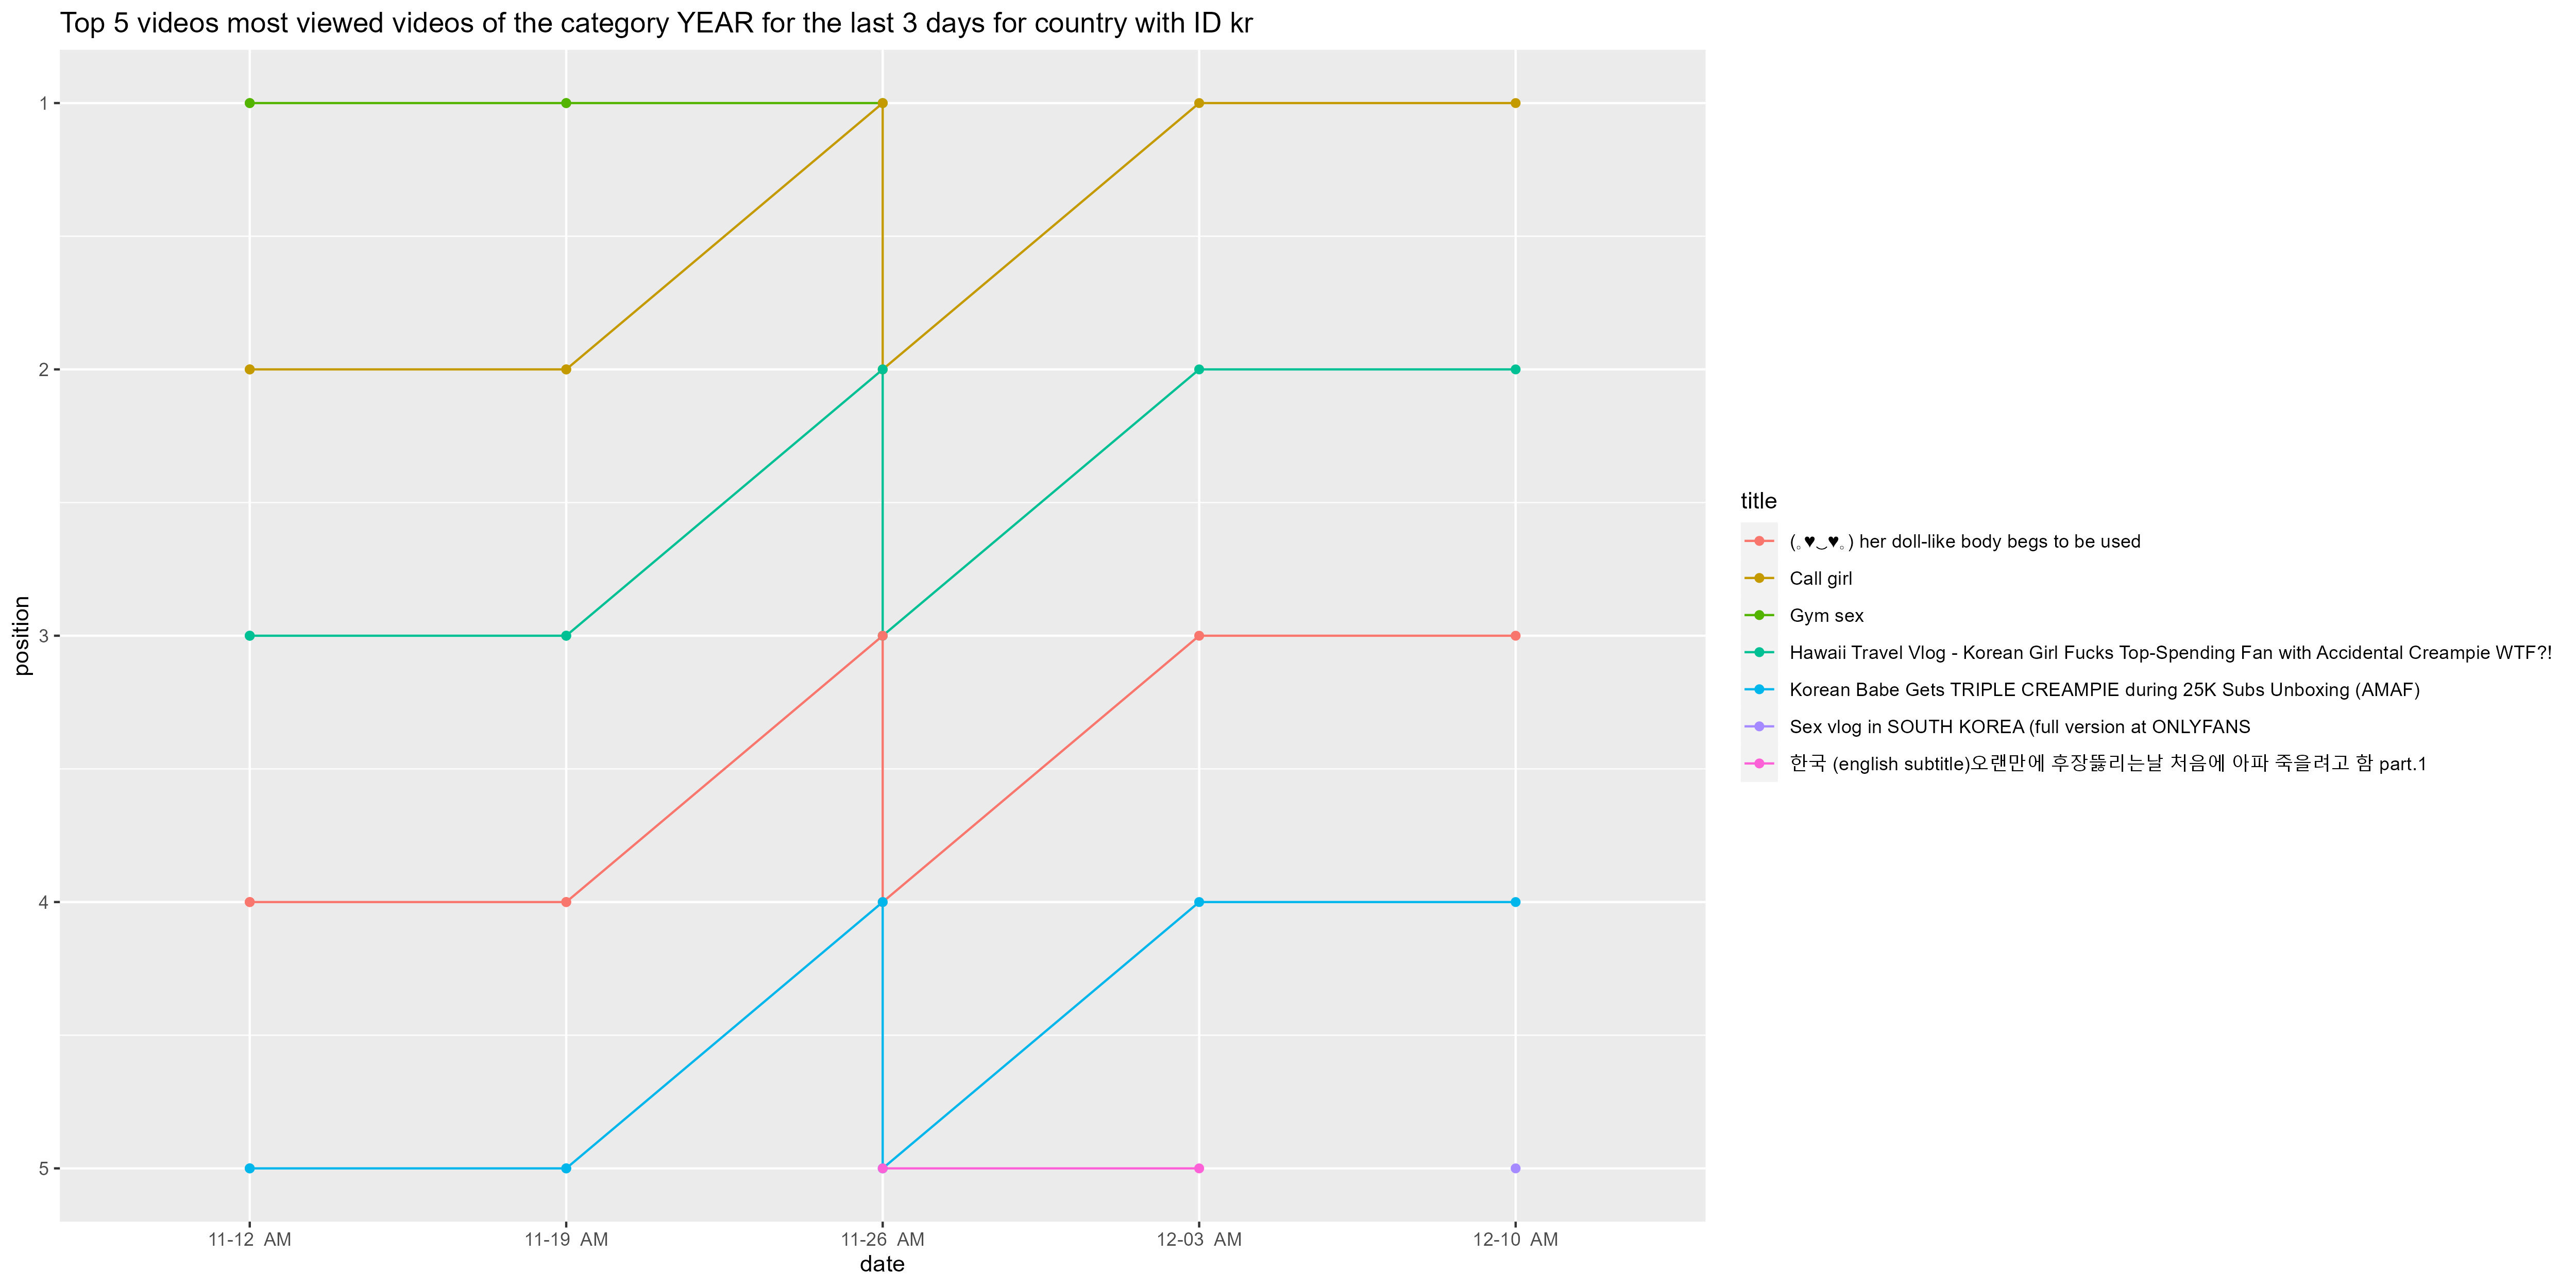 Top 5 videos most viewed videos of the category YEAR for the last 3 days for country with ID kr
position
1
2
3
4
5
11-12 AM
11-19 AM
11-26 AM
12-03 AM
12-10 AM
date
title
(｡♥‿♥｡) her doll-like body begs to be used
Call girl
Gym sex
Hawaii Travel Vlog - Korean Girl Fucks Top-Spending Fan with Accidental Creampie WTF?!
Korean Babe Gets TRIPLE CREAMPIE during 25K Subs Unboxing (AMAF)
Sex vlog in SOUTH KOREA (full version at ONLYFANS
한국 (english subtitle)오랜만에 후장뚫리는날 처음에 아파 죽을려고 함 part.1